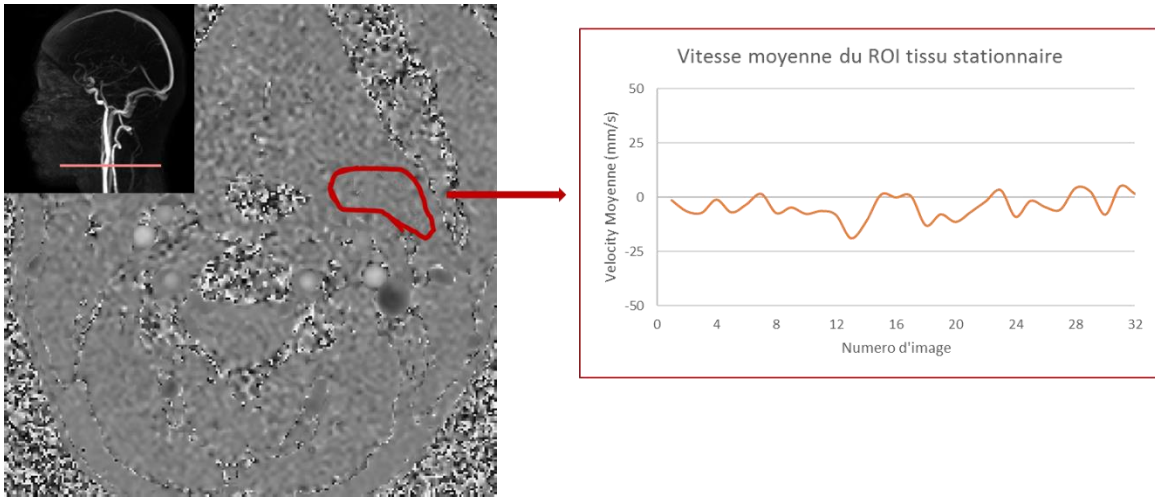 Vitesse moyenne du ROI tissu stationnaire
50
25
0
-25
-50
Velocity Moyenne (mm/s)
0 4 8 12 16 20 24 28 32
Numero d'image